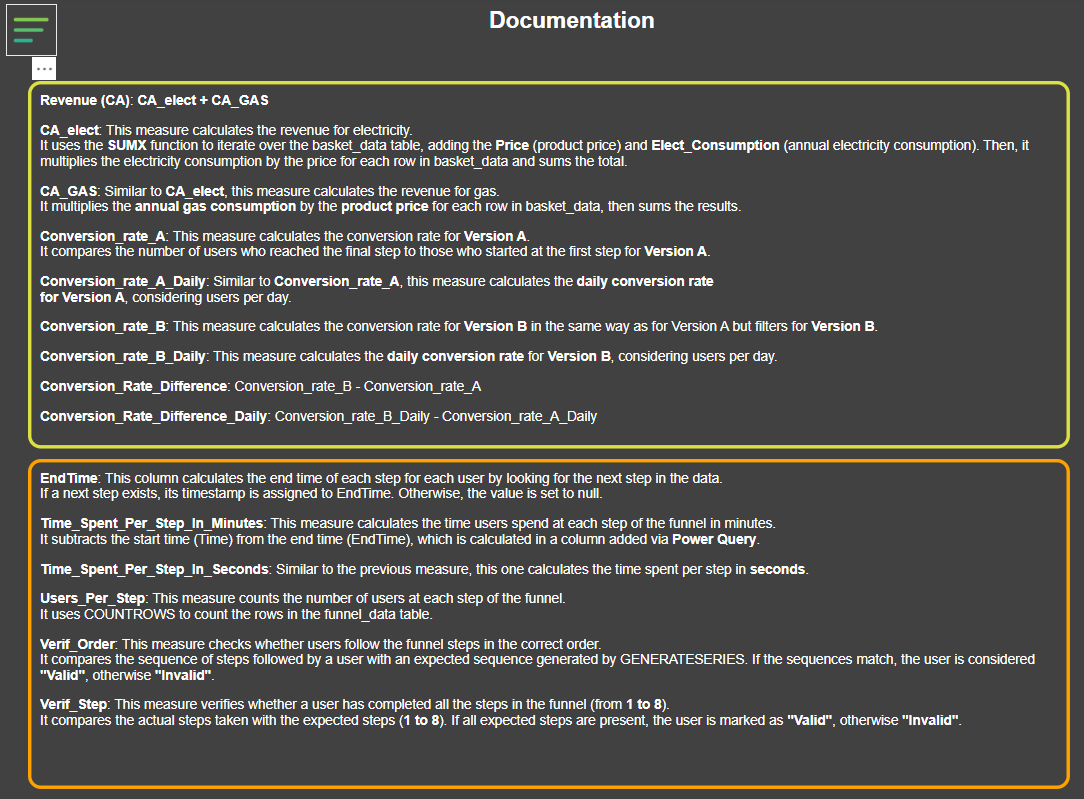 Documentation
...
Revenue (CA): CA_elect + CA_GAS
CA_elect: This measure calculates the revenue for electricity.
It uses the SUMX function to iterate over the basket_data table, adding the Price (product price) and Elect_Consumption (annual electricity consumption). Then, it
multiplies the electricity consumption by the price for each row in basket_data and sums the total.
CA_GAS: Similar to CA_elect, this measure calculates the revenue for gas.
It multiplies the annual gas consumption by the product price for each row in basket_data, then sums the results.
Conversion_rate_A: This measure calculates the conversion rate for Version A.
It compares the number of users who reached the final step to those who started at the first step for Version A.
Conversion_rate_A_Daily: Similar to Conversion_rate_A, this measure calculates the daily conversion rate
for Version A, considering users per day.
Conversion_rate_B: This measure calculates the conversion rate for Version B in the same way as for Version A but filters for Version B.
Conversion_rate_B_Daily: This measure calculates the daily conversion rate for Version B, considering users per day.
Conversion_Rate_Difference: Conversion_rate_B - Conversion_rate_A
Conversion_Rate_Difference_Daily: Conversion_rate_B_Daily - Conversion_rate_A_Daily
EndTime: This column calculates the end time of each step for each user by looking for the next step in the data.
If a next step exists, its timestamp is assigned to EndTime. Otherwise, the value is set to null.
Time_Spent_Per_Step_In_Minutes: This measure calculates the time users spend at each step of the funnel in minutes.
It subtracts the start time (Time) from the end time (EndTime), which is calculated in a column added via Power Query.
Time_Spent_Per_Step_In_Seconds: Similar to the previous measure, this one calculates the time spent per step in seconds.
Users_Per_Step: This measure counts the number of users at each step of the funnel.
It uses COUNTROWS to count the rows in the funnel_data table.
Verif_Order: This measure checks whether users follow the funnel steps in the correct order.
It compares the sequence of steps followed by a user with an expected sequence generated by GENERATESERIES. If the sequences match, the user is considered
"Valid", otherwise "Invalid".
Verif_Step: This measure verifies whether a user has completed all the steps in the funnel (from 1 to 8).
It compares the actual steps taken with the expected steps (1 to 8). If all expected steps are present, the user is marked as "Valid", otherwise "Invalid".